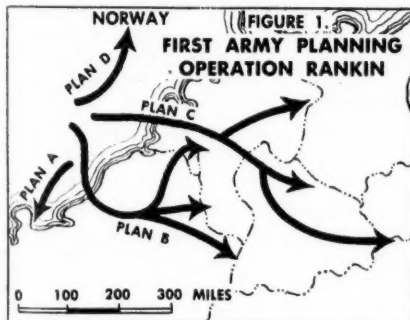 NORWAY
FIGURE 1.
FIRST ARMY PLANNING
OPERATION RANKIN
PLAN D
PLAN C
PLAN A
PLAN B
0 100 200 300 MILES